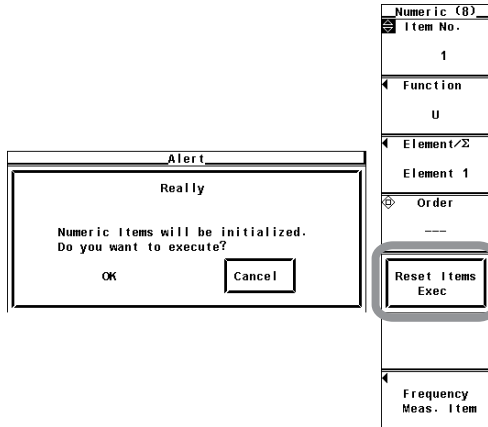 Numeric (8)
Item No.
1
Function
U
Element/Σ
Element 1
Order
---
Reset Items
Exec
Frequency
Meas. Item
Alert
Really
Numeric Items will be initialized.
Do you want to execute?
OK
Cancel